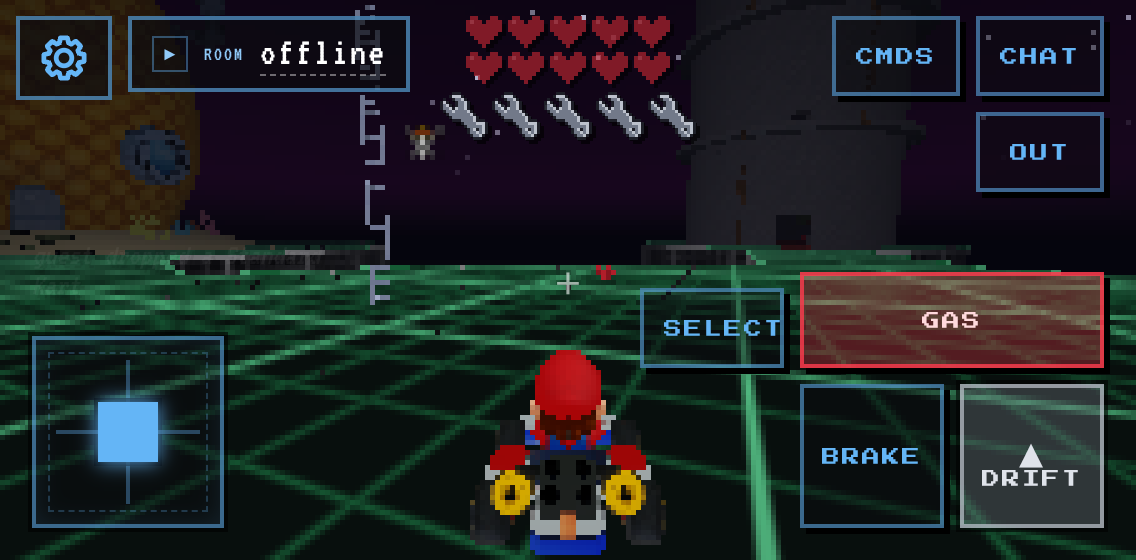 ROOM offline
CMDS
CHAT
OUT
SELECT
GAS
BRAKE
DRIFT